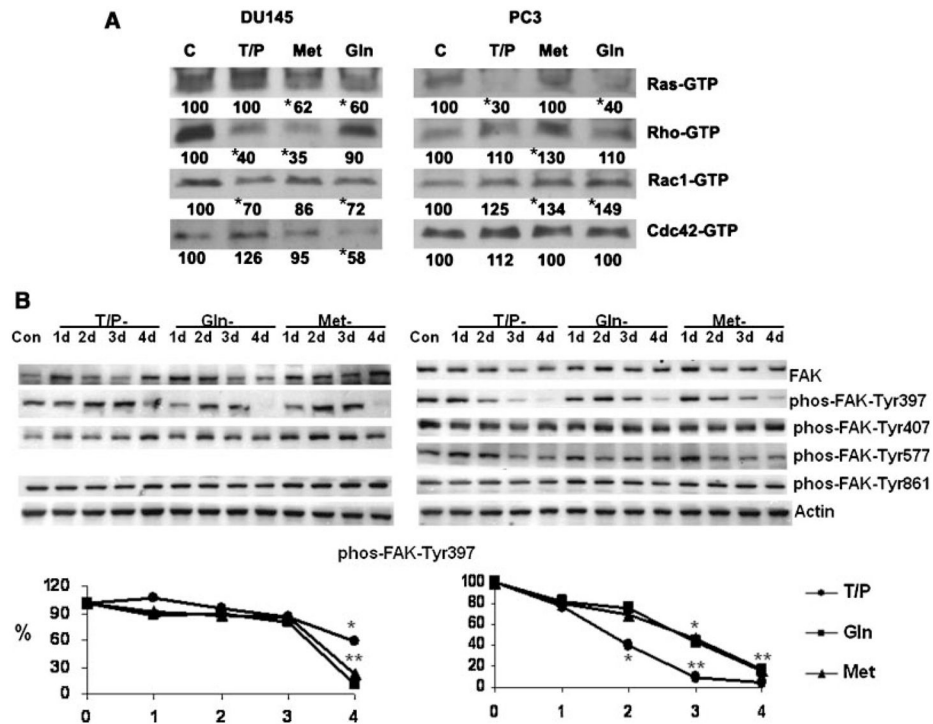 A
DU145 PC3
C T/P Met Gln C T/P Met Gln
Ras-GTP
100 100 *62 *60 100 *30 100 *40
Rho-GTP
100 *40 *35 90 100 110 *130 110
Rac1-GTP
100 *70 86 *72 100 125 *134 *149
Cdc42-GTP
100 126 95 *58 100 112 100 100
B
T/P- Gln- Met- T/P- Gln- Met-
Con 1d 2d 3d 4d 1d 2d 3d 4d 1d 2d 3d 4d Con 1d 2d 3d 4d 1d 2d 3d 4d 1d 2d 3d 4d
FAK
phos-FAK-Tyr397
phos-FAK-Tyr407
phos-FAK-Tyr577
phos-FAK-Tyr861
Actin
phos-FAK-Tyr397
%
120
90
60
30
0
0 1 2 3 4
*
**
100
80
60
40
20
0
0 1 2 3 4
*
*
**
**
T/P
Gln
Met